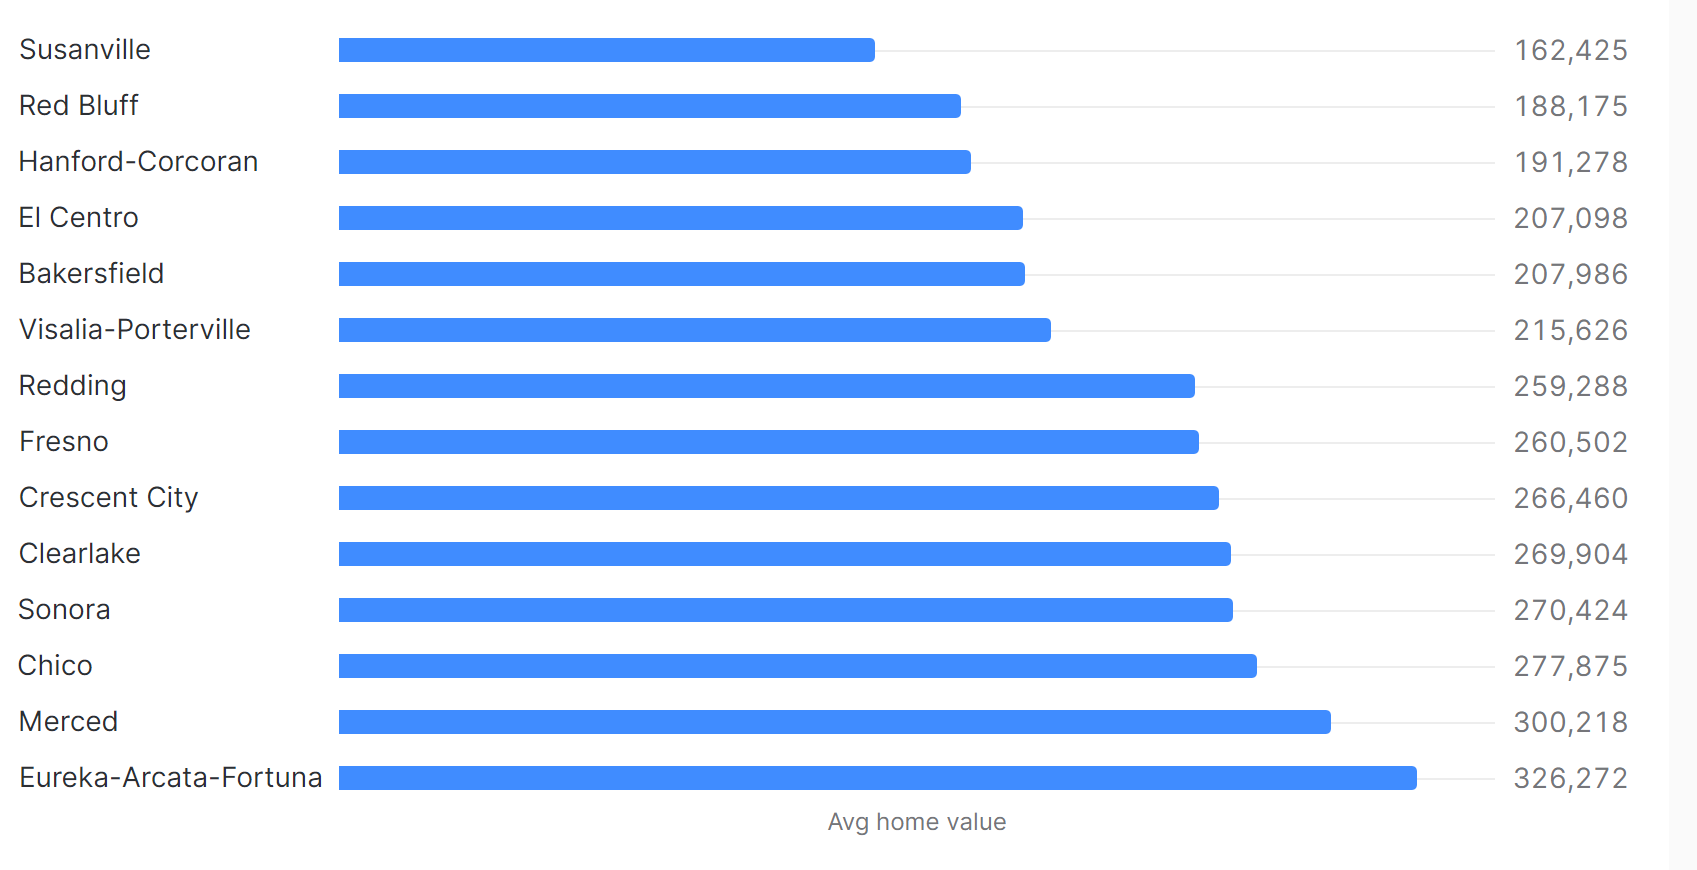 Susanville 162,425
Red Bluff 188,175
Hanford-Corcoran 191,278
El Centro 207,098
Bakersfield 207,986
Visalia-Porterville 215,626
Redding 259,288
Fresno 260,502
Crescent City 266,460
Clearlake 269,904
Sonora 270,424
Chico 277,875
Merced 300,218
Eureka-Arcata-Fortuna 326,272
Avg home value